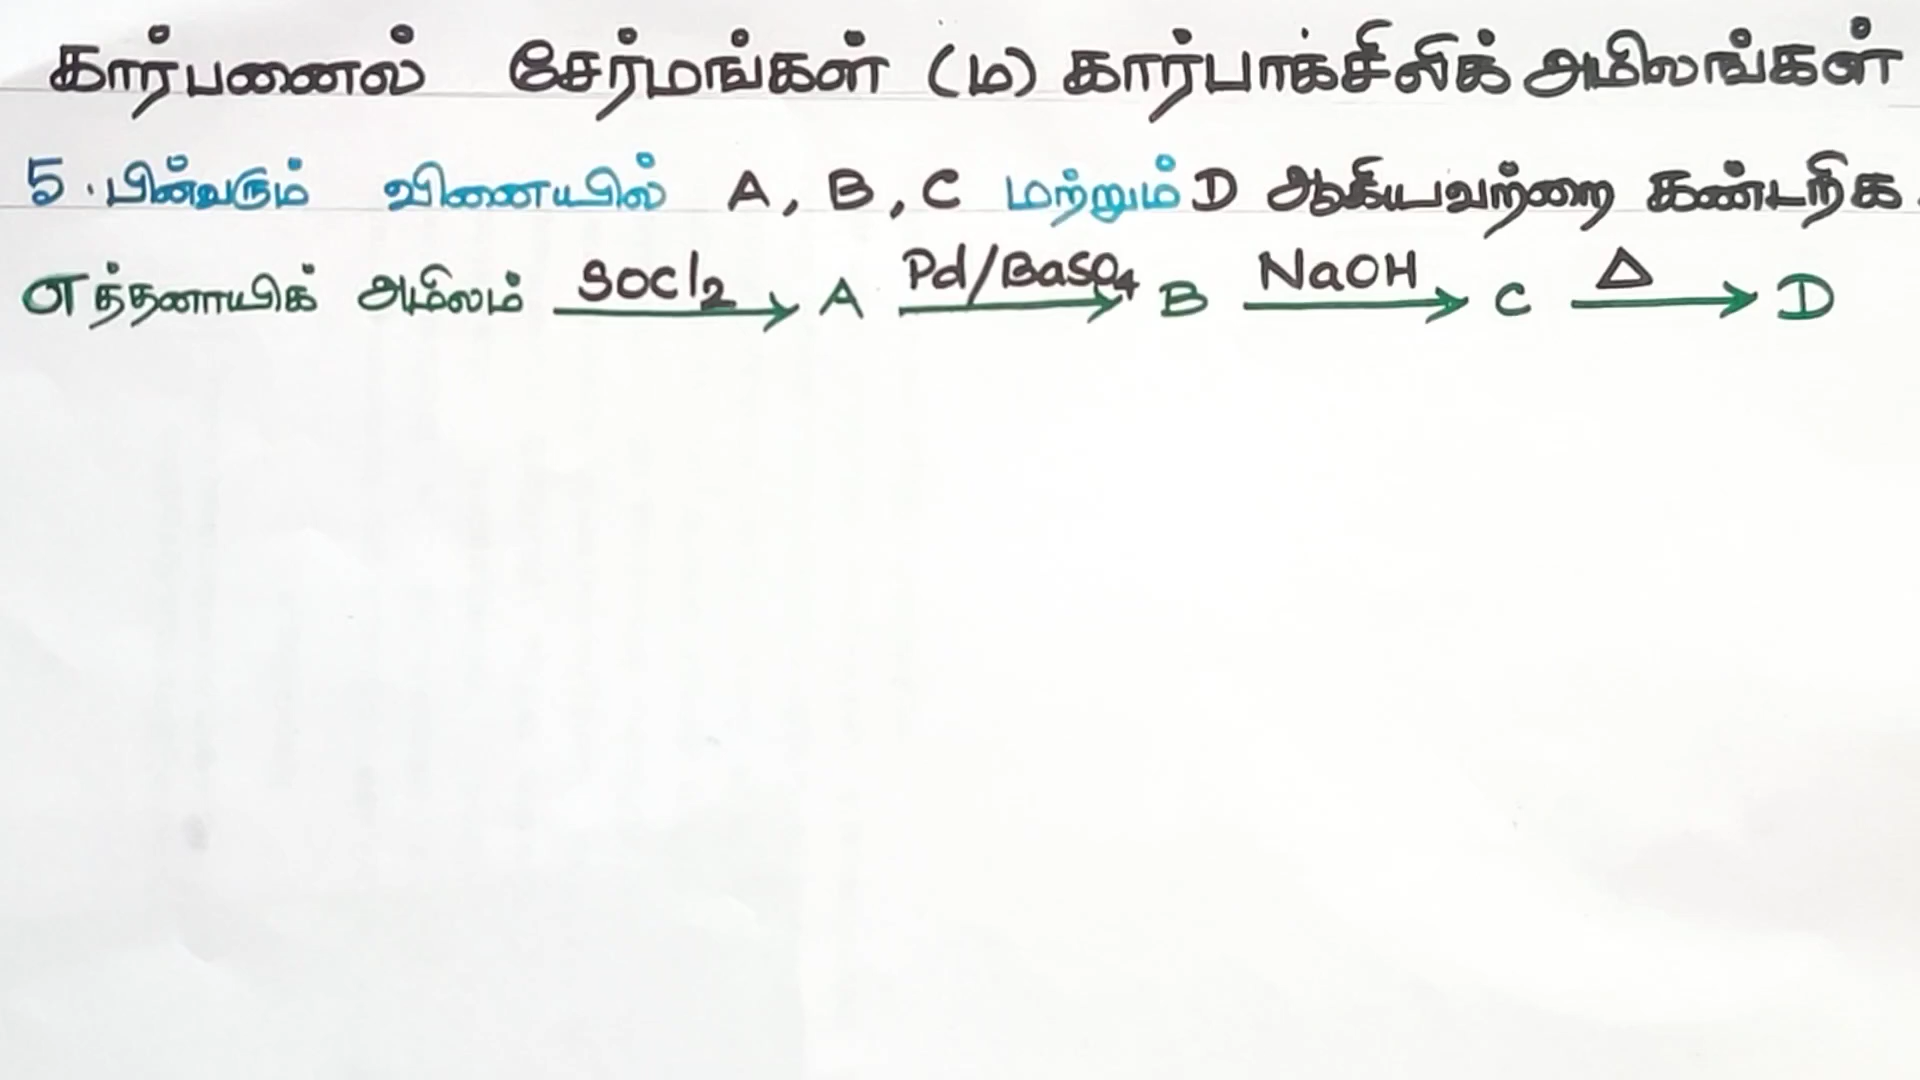 கார்பணைல் சேர்மங்கள் (ம) கார்பாக்சிலிக் அமிலங்கள்
5. பின்வரும் வினையில் A, B, C மற்றும் D ஆகியவற்றை கண்டறிக.
எத்தனாயிக் அமிலம் SOCl2 → A Pd/BaSO4 → B NaOH → C Δ → D